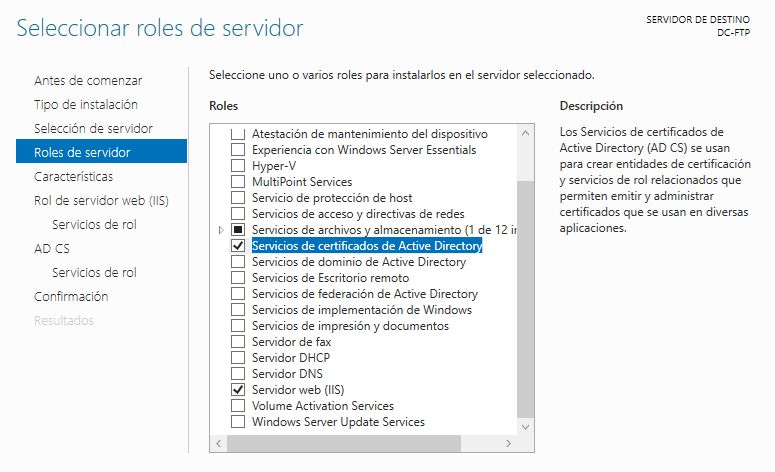 Seleccionar roles de servidor
SERVIDOR DE DESTINO
DC-FTP
Antes de comenzar
Tipo de instalación
Selección de servidor
Roles de servidor
Características
Rol de servidor web (IIS)
Servicios de rol
AD CS
Servicios de rol
Confirmación
Resultados
Seleccione uno o varios roles para instalarlos en el servidor seleccionado.
Roles
Atestación de mantenimiento del dispositivo
Experiencia con Windows Server Essentials
Hyper-V
MultiPoint Services
Servicio de protección de host
Servicios de acceso y directivas de redes
Servicios de archivos y almacenamiento (1 de 12 in
Servicios de certificados de Active Directory
Servicios de dominio de Active Directory
Servicios de Escritorio remoto
Servicios de federación de Active Directory
Servicios de implementación de Windows
Servicios de impresión y documentos
Servidor de fax
Servidor DHCP
Servidor DNS
Servidor web (IIS)
Volume Activation Services
Windows Server Update Services
Descripción
Los Servicios de certificados de
Active Directory (AD CS) se usan
para crear entidades de certificación
y servicios de rol relacionados que
permiten emitir y administrar
certificados que se usan en diversas
aplicaciones.